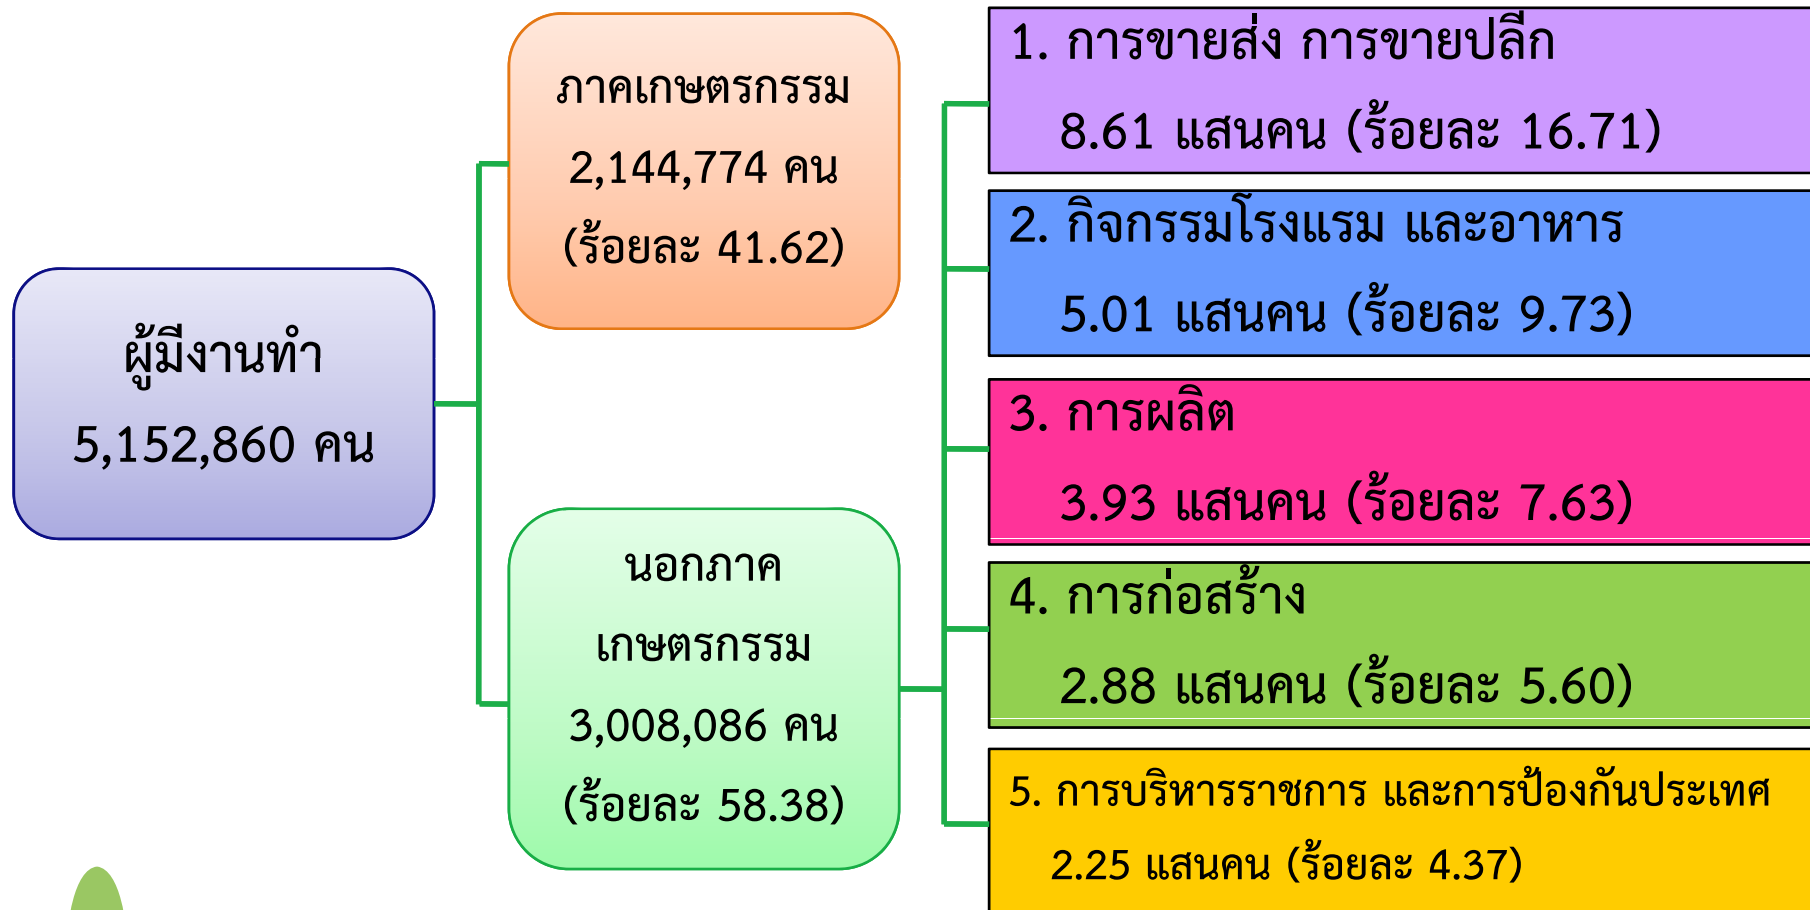 ผู้มีงานทำ
5,152,860 คน
ภาคเกษตรกรรม
2,144,774 คน
(ร้อยละ 41.62)
นอกภาค
เกษตรกรรม
3,008,086 คน
(ร้อยละ 58.38)
1. การขายส่ง การขายปลีก
8.61 แสนคน (ร้อยละ 16.71)
2. กิจกรรมโรงแรม และอาหาร
5.01 แสนคน (ร้อยละ 9.73)
3. การผลิต
3.93 แสนคน (ร้อยละ 7.63)
4. การก่อสร้าง
2.88 แสนคน (ร้อยละ 5.60)
5. การบริหารราชการ และการป้องกันประเทศ
2.25 แสนคน (ร้อยละ 4.37)